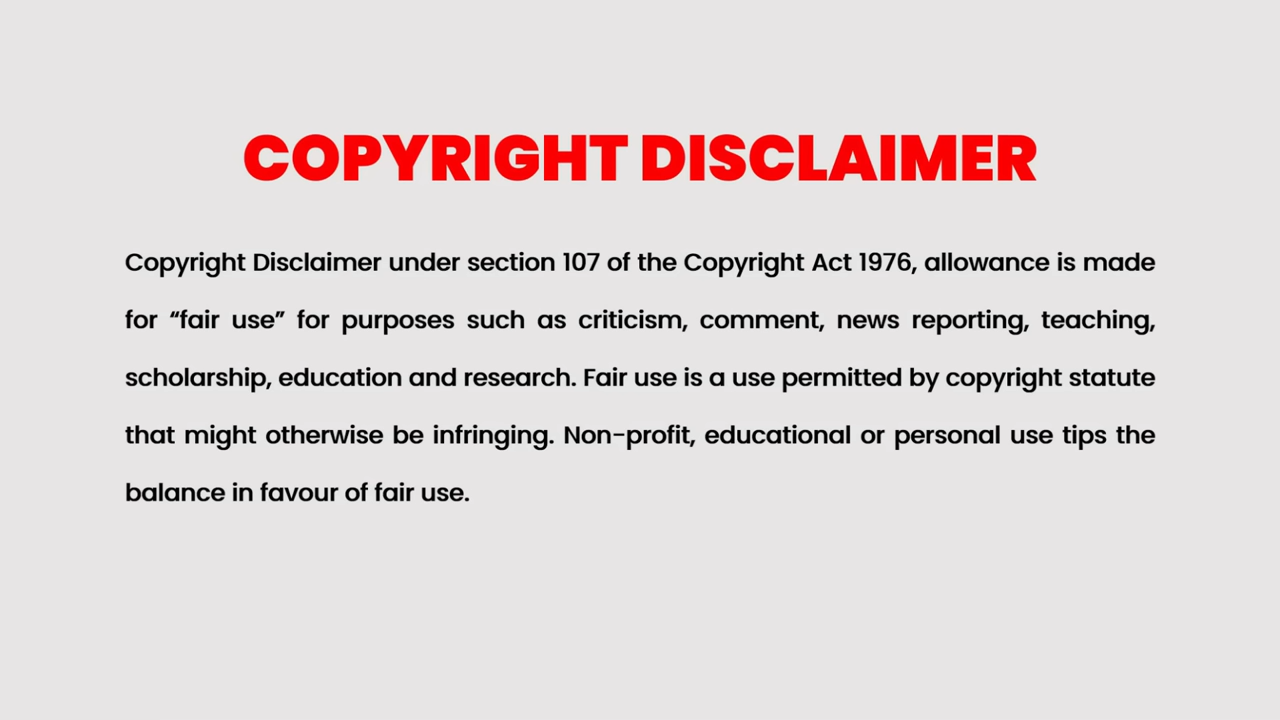 COPYRIGHT DISCLAIMER
Copyright Disclaimer under section 107 of the Copyright Act 1976, allowance is made
for “fair use” for purposes such as criticism, comment, news reporting, teaching,
scholarship, education and research. Fair use is a use permitted by copyright statute
that might otherwise be infringing. Non-profit, educational or personal use tips the
balance in favour of fair use.